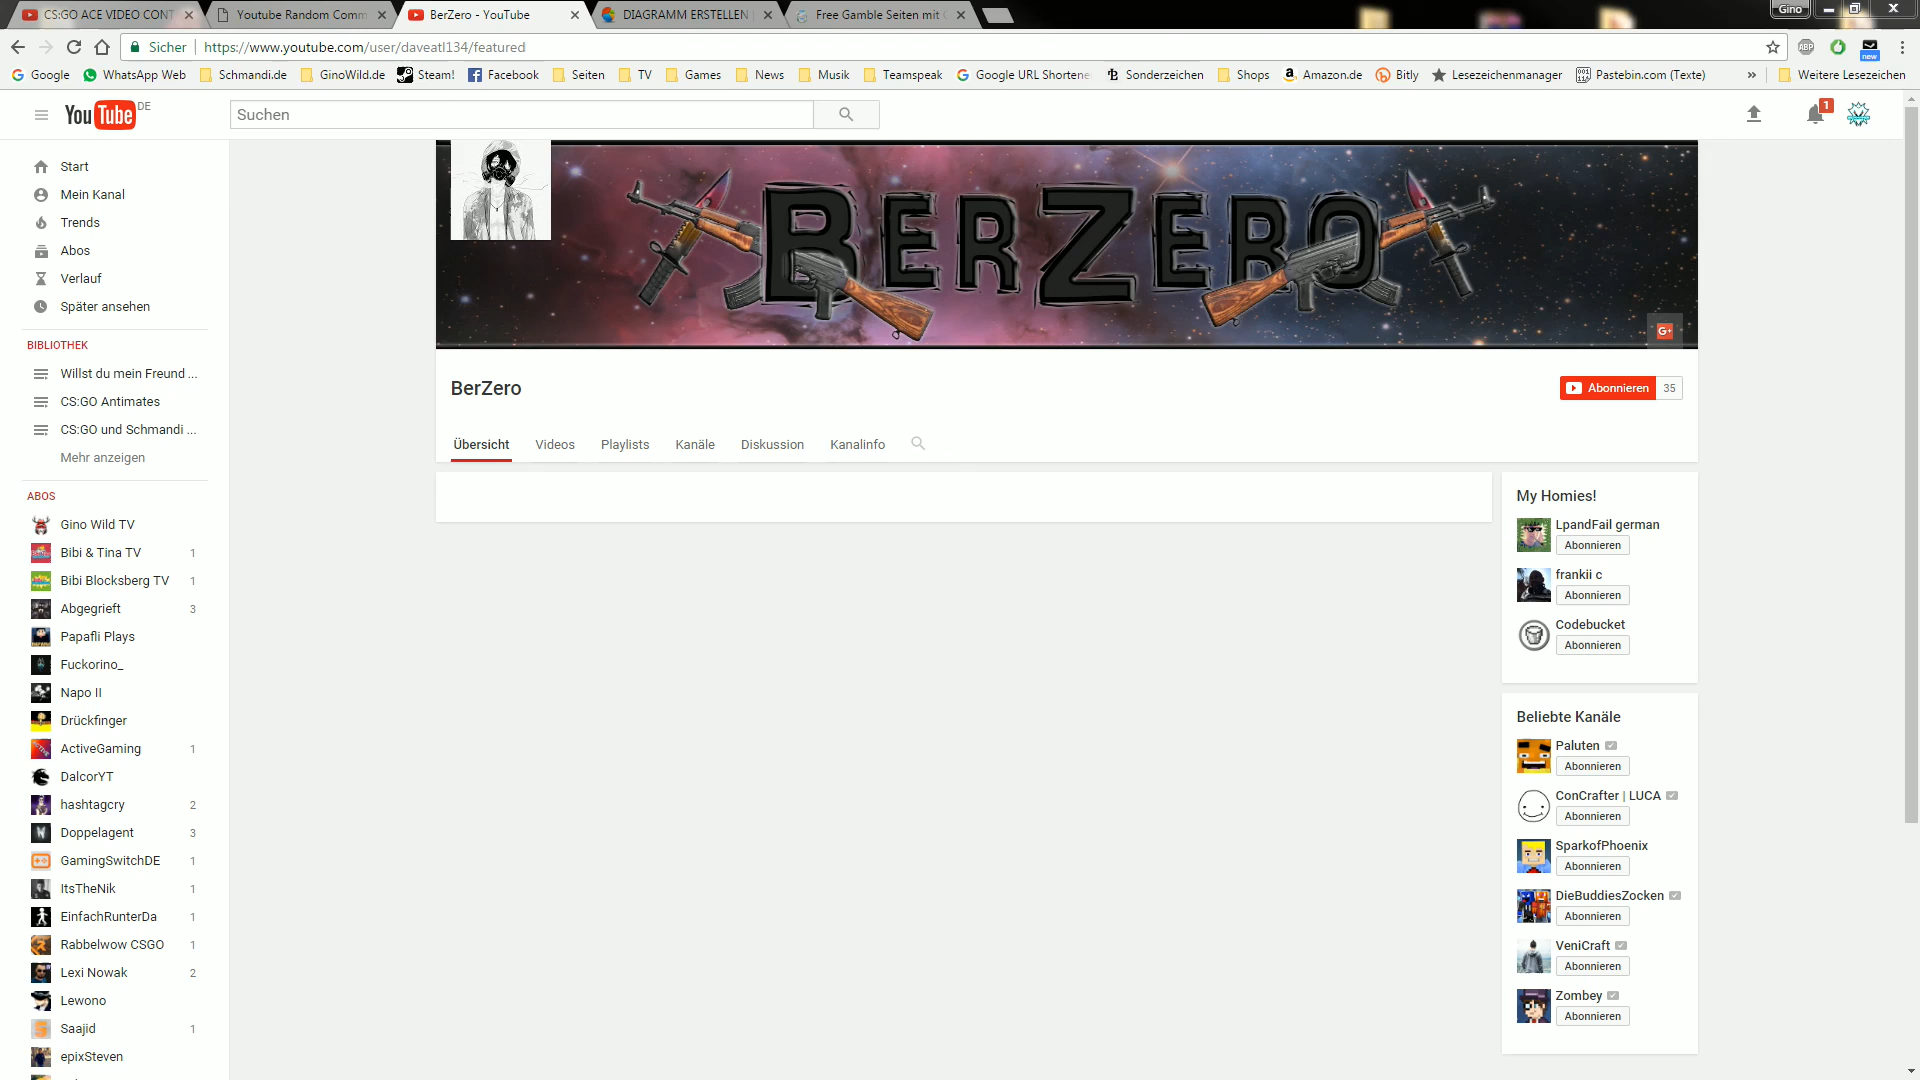 CS:GO ACE VIDEO CONT
Youtube Random Comm
BerZero - YouTube
DIAGRAMM ERSTELLEN
Free Gamble Seiten mit
Gino
Sicher
https://www.youtube.com/user/daveatl134/featured
ABP
new
Google
WhatsApp Web
Schmandi.de
GinoWild.de
Steam!
Facebook
Seiten
TV
Games
News
Musik
Teamspeak
Google URL Shortene
Sonderzeichen
Shops
Amazon.de
Bitly
Lesezeichenmanager
Pastebin.com (Texte)
»
Weitere Lesezeichen
YouTube DE
Suchen
1
Start
Mein Kanal
Trends
Abos
Verlauf
Später ansehen
BIBLIOTHEK
Willst du mein Freund ...
CS:GO Antimates
CS:GO und Schmandi ...
Mehr anzeigen
ABOS
Gino Wild TV
Bibi & Tina TV 1
Bibi Blocksberg TV 1
Abgegrieft 3
Papafli Plays
Fuckorino_
Napo II
Drückfinger
ActiveGaming 1
DalcorYT
hashtagcry 2
Doppelagent 3
GamingSwitchDE 1
ItsTheNik 1
EinfachRunterDa 1
Rabbelwow CSGO 1
Lexi Nowak 2
Lewono
Saajid 1
epixSteven
BERZERO
G+
BerZero
Abonnieren 35
Übersicht
Videos
Playlists
Kanäle
Diskussion
Kanalinfo
My Homies!
LpandFail german
Abonnieren
frankii c
Abonnieren
Codebucket
Abonnieren
Beliebte Kanäle
Paluten
Abonnieren
ConCrafter | LUCA
Abonnieren
SparkofPhoenix
Abonnieren
DieBuddiesZocken
Abonnieren
VeniCraft
Abonnieren
Zombey
Abonnieren